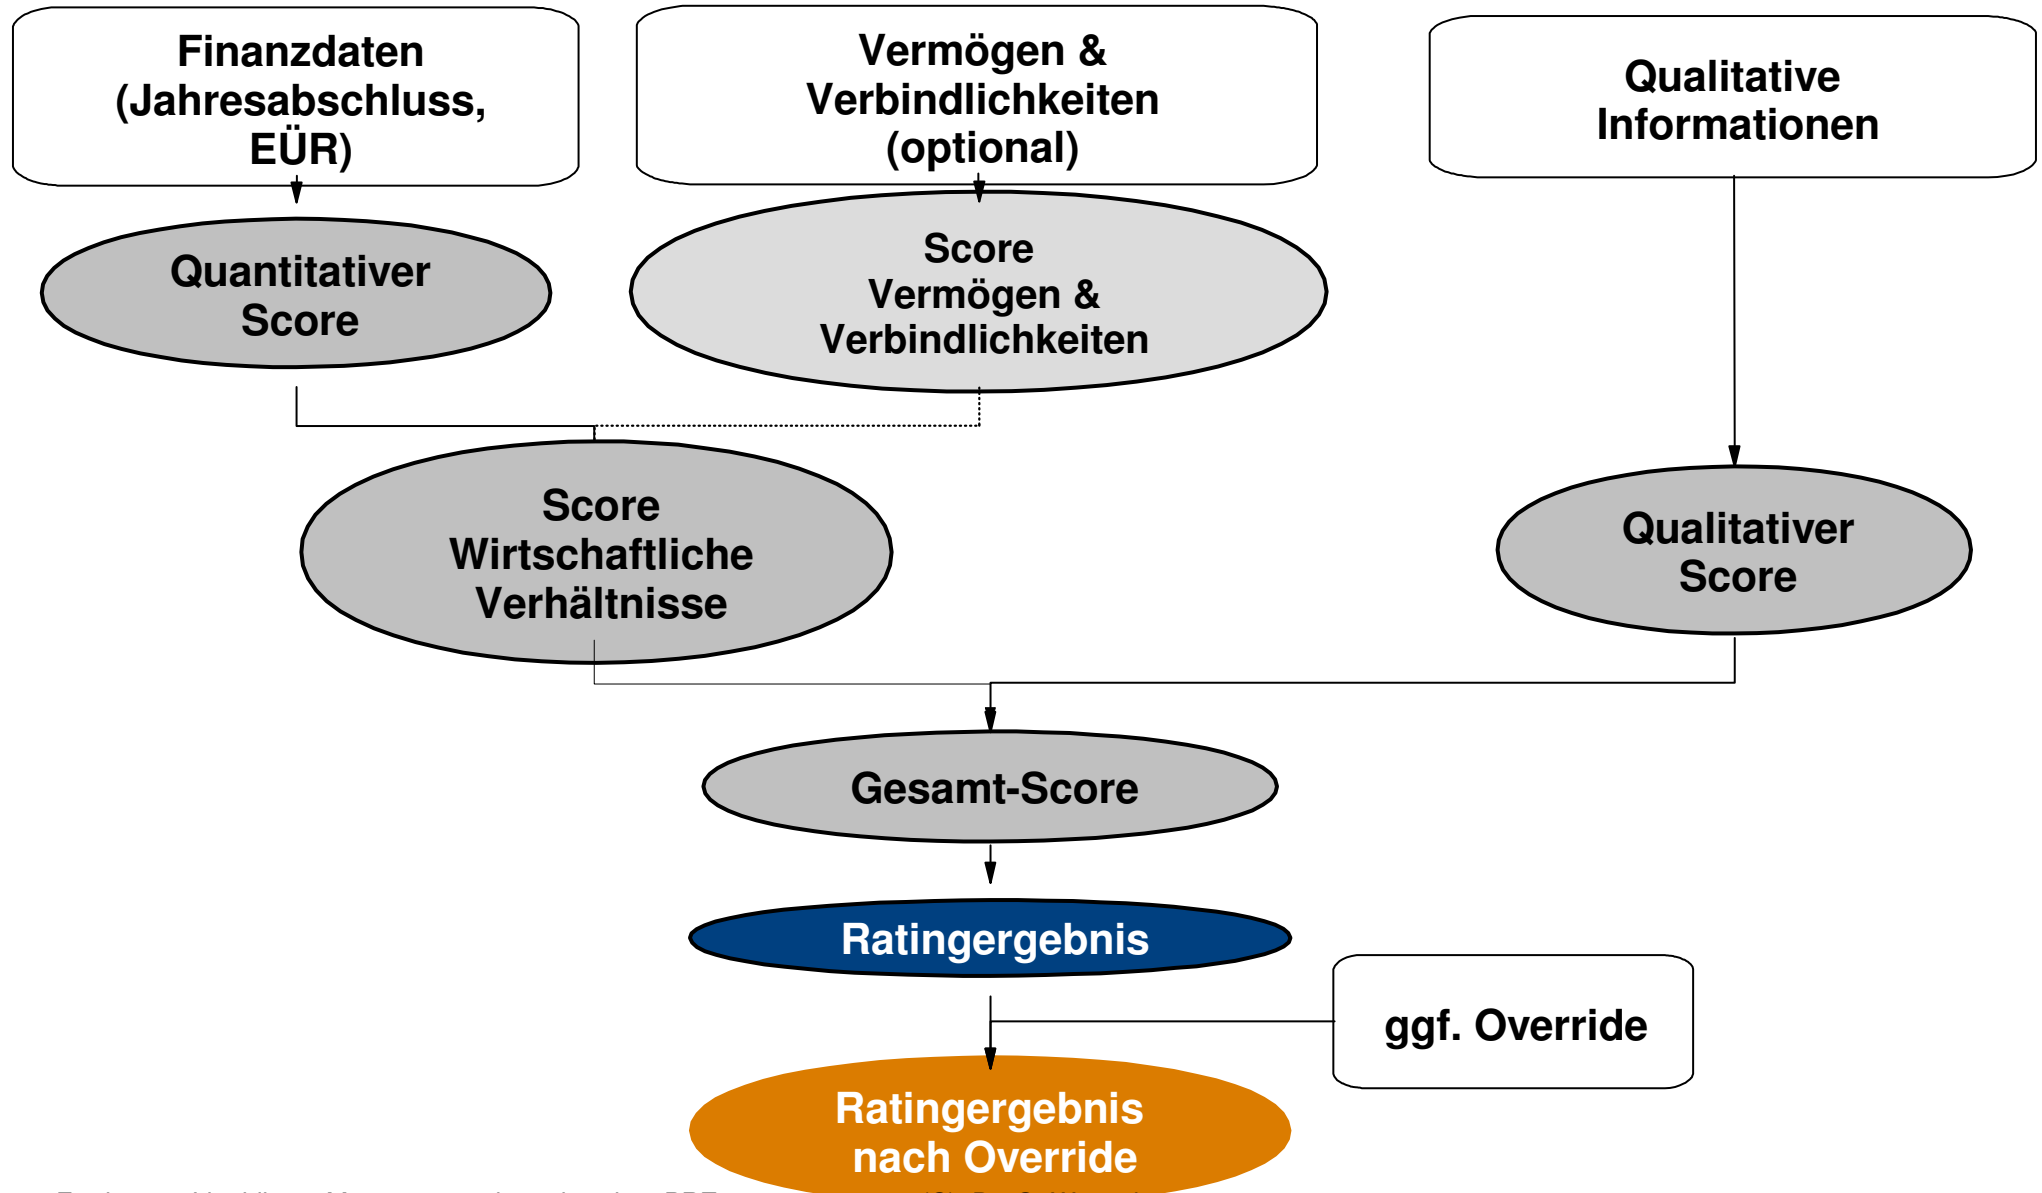 Finanzdaten
(Jahresabschluss,
EÜR)
Vermögen &
Verbindlichkeiten
(optional)
Qualitative
Informationen
Quantitativer
Score
Score
Vermögen &
Verbindlichkeiten
Score
Wirtschaftliche
Verhältnisse
Qualitativer
Score
Gesamt-Score
Ratingergebnis
ggf. Override
Ratingergebnis
nach Override